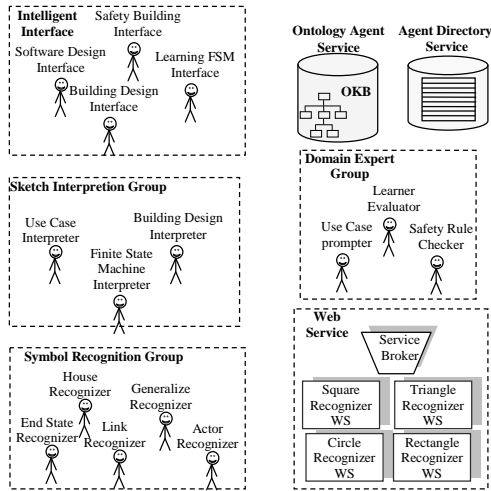 Intelligent
Interface
Safety Building
Interface
Software Design
Interface
Learning FSM
Interface
Building Design
Interface
Ontology Agent
Service
OKB
Agent Directory
Service
Domain Expert
Group
Learner
Evaluator
Use Case
prompter
Safety Rule
Checker
Sketch Interpretion Group
Use Case
Interpreter
Building Design
Interpreter
Finite State
Machine
Interpreter
Web
Service
Service
Broker
Square
Recognizer
WS
Triangle
Recognizer
WS
Circle
Recognizer
WS
Rectangle
Recognizer
WS
Symbol Recognition Group
House
Recognizer
Generalize
Recognizer
End State
Recognizer
Link
Recognizer
Actor
Recognizer